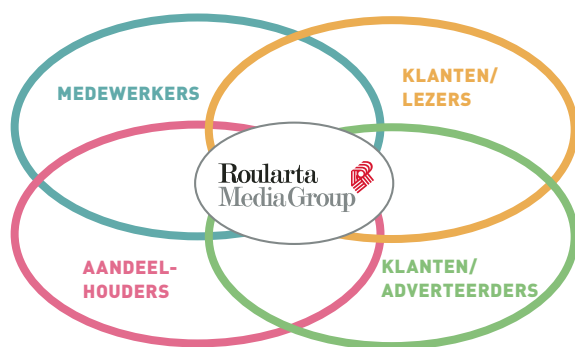 MEDEWERKERS
KLANTEN/
LEZERS
Roularta
MediaGroup
AANDEEL-
HOUDERS
KLANTEN/
ADVERTEERDERS